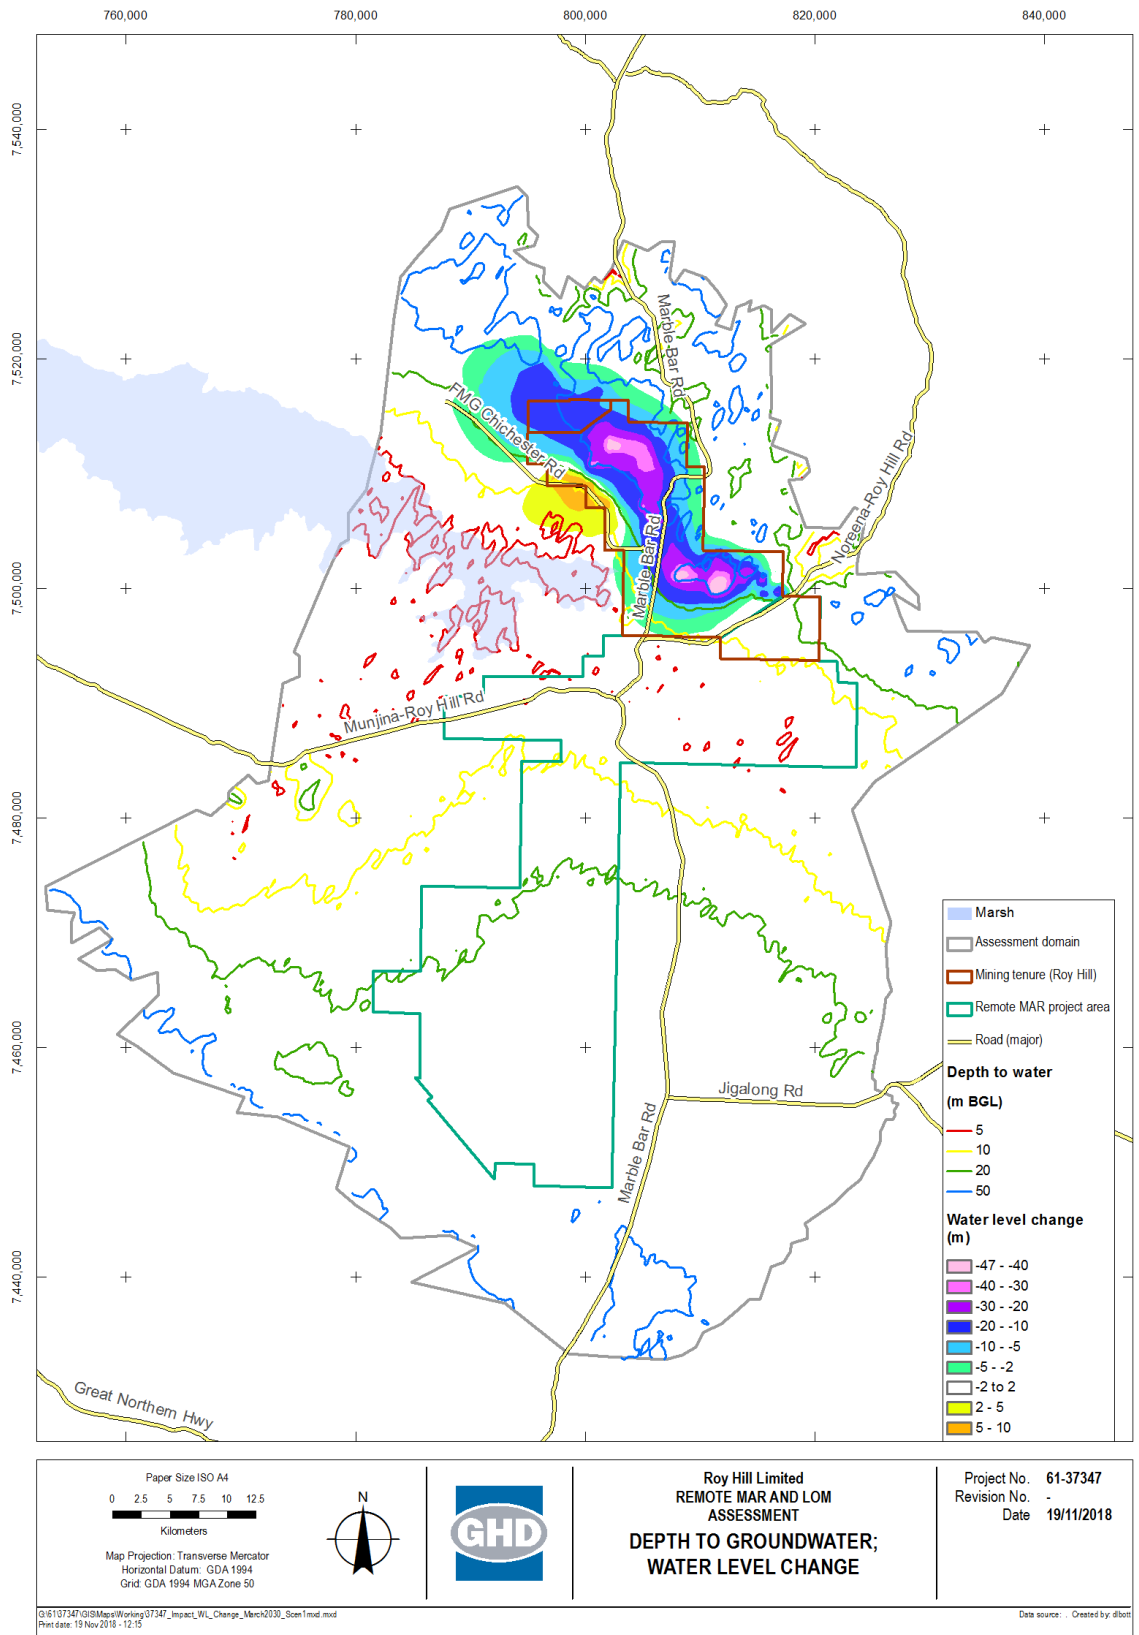 760,000
780,000
800,000
820,000
840,000
7,540,000
7,520,000
7,500,000
7,480,000
7,460,000
7,440,000
Marble Bar Rd
FMG Chichester Rd
Noreena-Roy Hill Rd
Marble Bar Rd
Munjina-Roy Hill Rd
Jigalong Rd
Marble Bar Rd
Great Northern Hwy
Marsh
Assessment domain
Mining tenure (Roy Hill)
Remote MAR project area
Road (major)
Depth to water
(m BGL)
5
10
20
50
Water level change
(m)
-47 - -40
-40 - -30
-30 - -20
-20 - -10
-10 - -5
-5 - -2
-2 to 2
2 - 5
5 - 10
Paper Size ISO A4
0 2.5 5 7.5 10 12.5
Kilometers
Map Projection: Transverse Mercator
Horizontal Datum: GDA 1994
Grid: GDA 1994 MGA Zone 50
N
GHD
Roy Hill Limited
REMOTE MAR AND LOM
ASSESSMENT
DEPTH TO GROUNDWATER;
WATER LEVEL CHANGE
Project No. 61-37347
Revision No. -
Date 19/11/2018
G:\61\37347\GIS\Maps\Working\37347_Impact_WL_Change_March2030_Scen1mxd.mxd
Print date: 19 Nov 2018 - 12:15
Data source: . Created by: dlbott